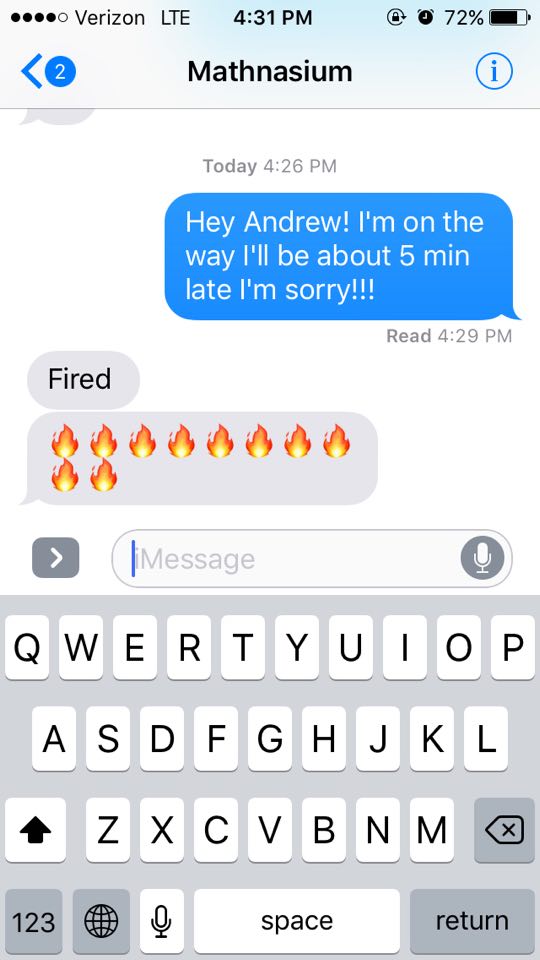 Verizon LTE 4:31 PM 72%
2 Mathnasium i
Today 4:26 PM
Hey Andrew! I'm on the
way I'll be about 5 min
late I'm sorry!!!
Read 4:29 PM
Fired
🔥🔥🔥🔥🔥🔥🔥🔥
🔥🔥
iMessage
Q W E R T Y U I O P
A S D F G H J K L
Z X C V B N M
123 space return